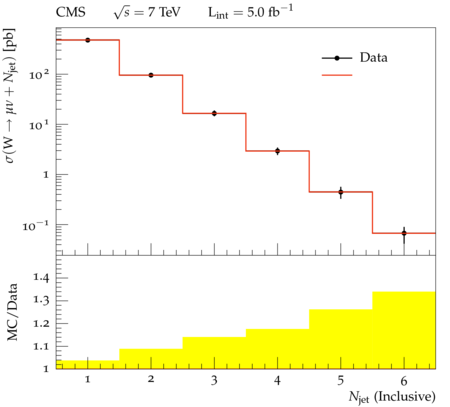 CMS √s = 7 TeV L_int = 5.0 fb⁻¹
σ(W → μν + N_jet) [pb]
Data
10²
10¹
1
10⁻¹
MC/Data
1.4
1.3
1.2
1.1
1
1 2 3 4 5 6
N_jet (Inclusive)